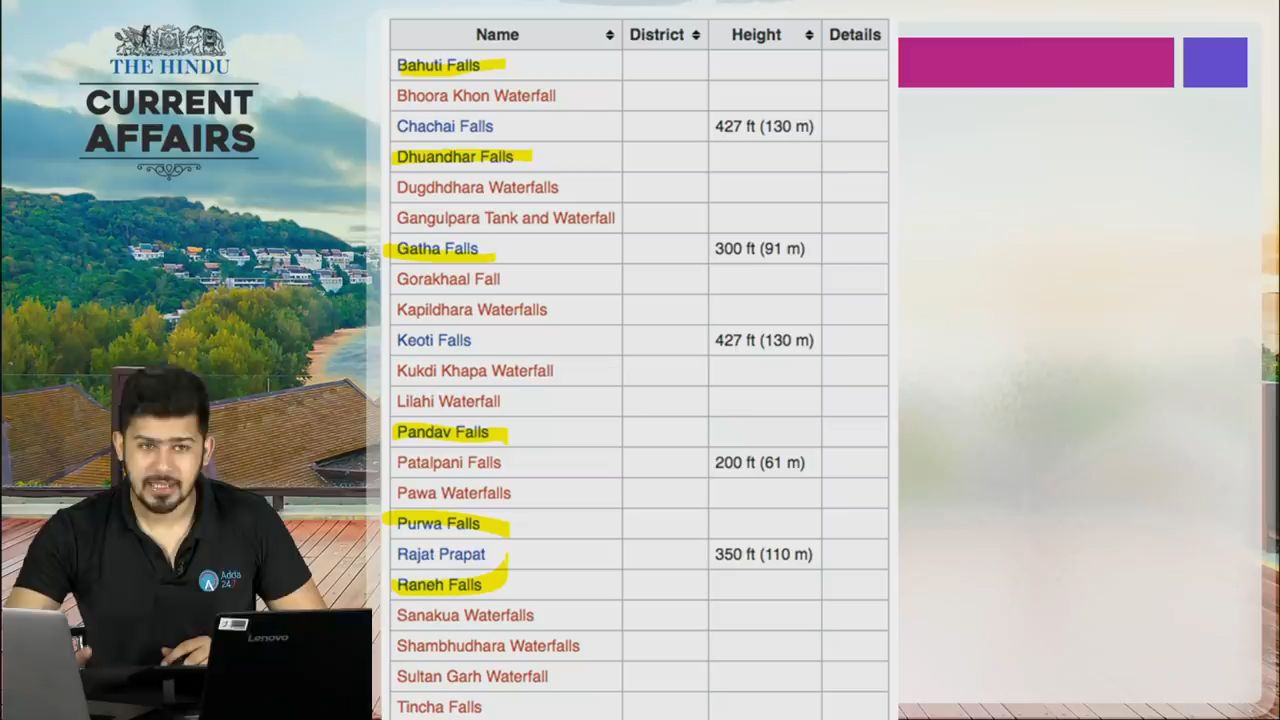 THE HINDU
CURRENT
AFFAIRS
Name District Height Details
Bahuti Falls
Bhoora Khon Waterfall
Chachai Falls 427 ft (130 m)
Dhuandhar Falls
Dugdhdhara Waterfalls
Gangulpara Tank and Waterfall
Gatha Falls 300 ft (91 m)
Gorakhaal Fall
Kapildhara Waterfalls
Keoti Falls 427 ft (130 m)
Kukdi Khapa Waterfall
Lilahi Waterfall
Pandav Falls
Patalpani Falls 200 ft (61 m)
Pawa Waterfalls
Purwa Falls
Rajat Prapat 350 ft (110 m)
Raneh Falls
Sanakua Waterfalls
Shambhudhara Waterfalls
Sultan Garh Waterfall
Tincha Falls
Adda
247
Lenovo